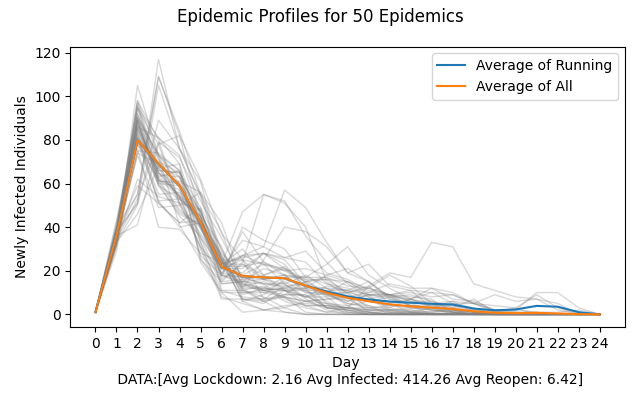 Epidemic Profiles for 50 Epidemics
120
100
80
60
40
20
0
Newly Infected Individuals
Average of Running
Average of All
0 1 2 3 4 5 6 7 8 9 10 11 12 13 14 15 16 17 18 19 20 21 22 23 24
Day
DATA:[Avg Lockdown: 2.16 Avg Infected: 414.26 Avg Reopen: 6.42]